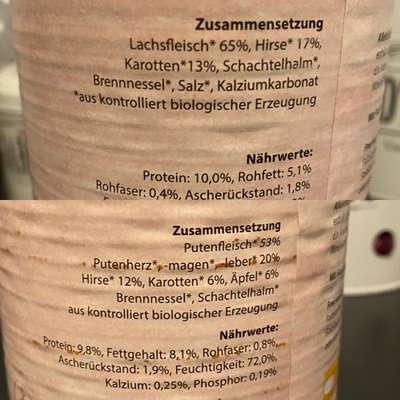 Zusammensetzung
Lachsfleisch* 65%, Hirse* 17%,
Karotten*13%, Schachtelhalm*,
Brennnessel*, Salz*, Kalziumkarbonat
*aus kontrolliert biologischer Erzeugung
Nährwerte:
Protein: 10,0%, Rohfett: 5,1%
Rohfaser: 0,4%, Ascherückstand: 1,8%
Zusammensetzung
Putenfleisch* 53%
Putenherz*, -magen*, -leber* 20%
Hirse* 12%, Karotten* 6%, Äpfel* 6%
Brennnessel*, Schachtelhalm*
aus kontrolliert biologischer Erzeugung
Nährwerte:
Protein: 9,8%, Fettgehalt: 8,1%, Rohfaser: 0,8%,
Ascherückstand: 1,9%, Feuchtigkeit: 72,0%
Kalzium: 0,25%, Phosphor: 0,19%